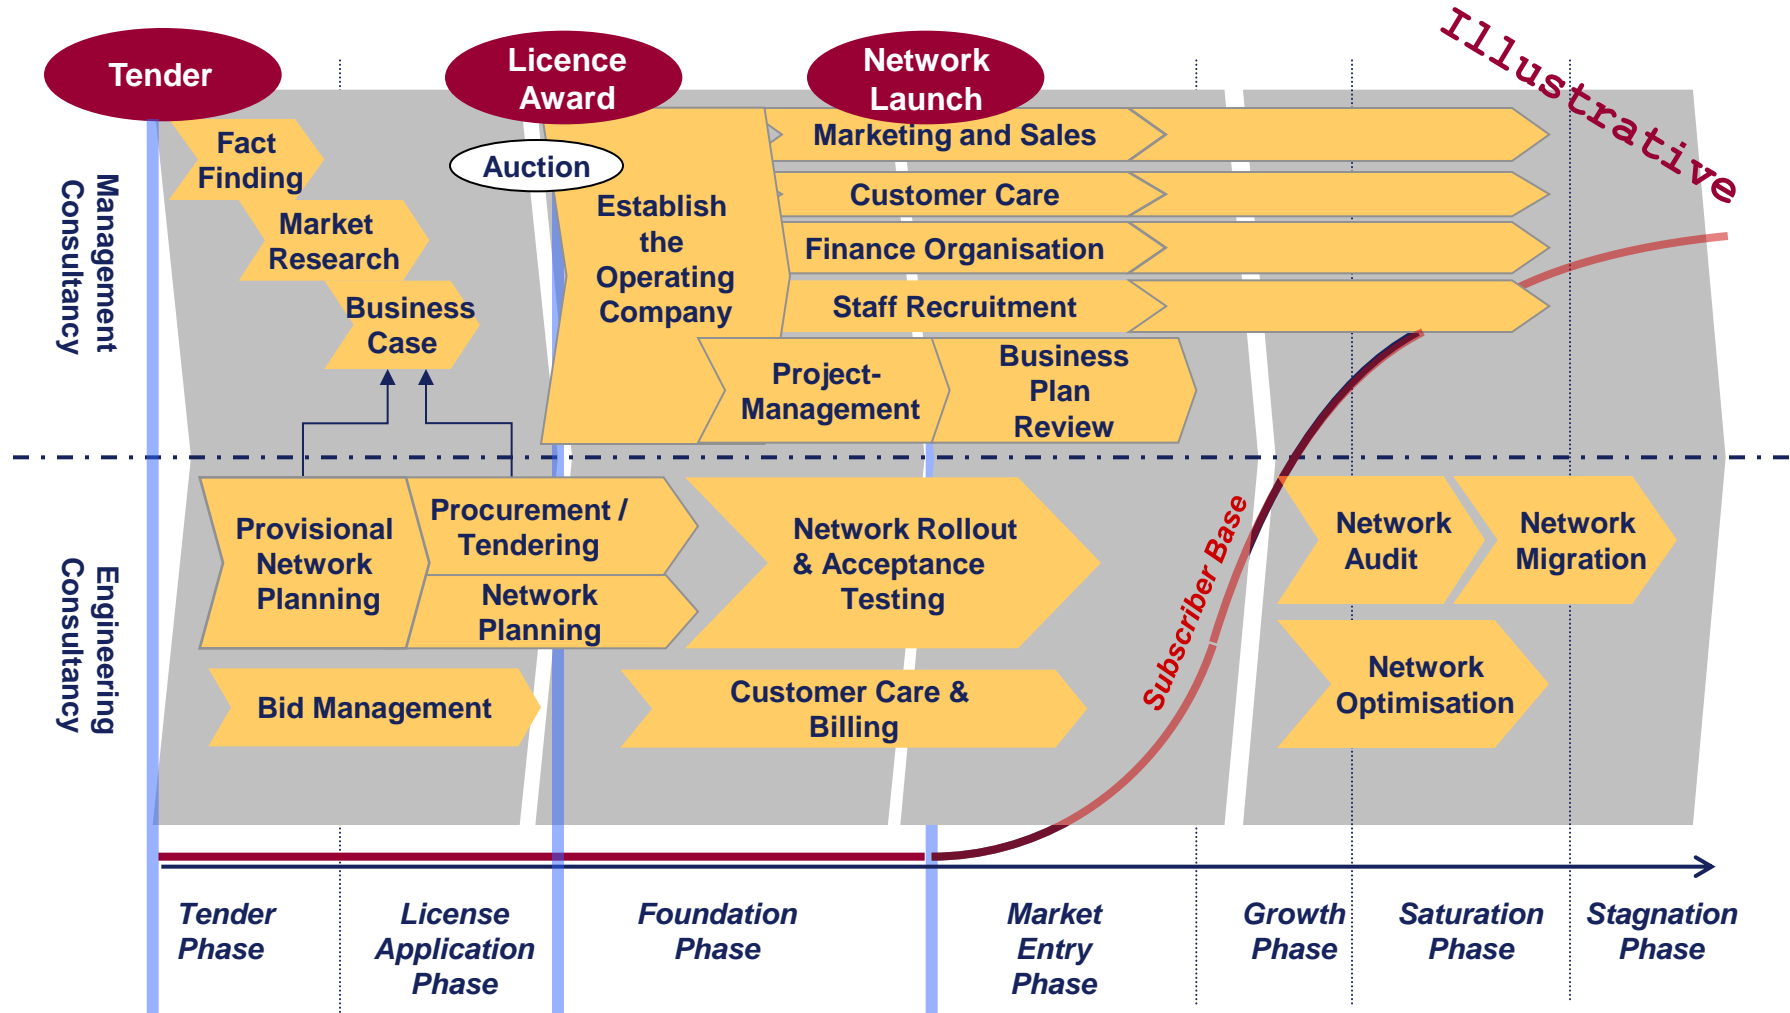 Tender
Licence
Award
Network
Launch
Illustrative
Management
Consultancy
Fact
Finding
Market
Research
Business
Case
Auction
Establish
the
Operating
Company
Marketing and Sales
Customer Care
Finance Organisation
Staff Recruitment
Project-
Management
Business
Plan
Review
Engineering
Consultancy
Provisional
Network
Planning
Procurement /
Tendering
Network
Planning
Bid Management
Network Rollout
& Acceptance
Testing
Customer Care &
Billing
Subscriber Base
Network
Audit
Network
Migration
Network
Optimisation
Tender
Phase
License
Application
Phase
Foundation
Phase
Market
Entry
Phase
Growth
Phase
Saturation
Phase
Stagnation
Phase